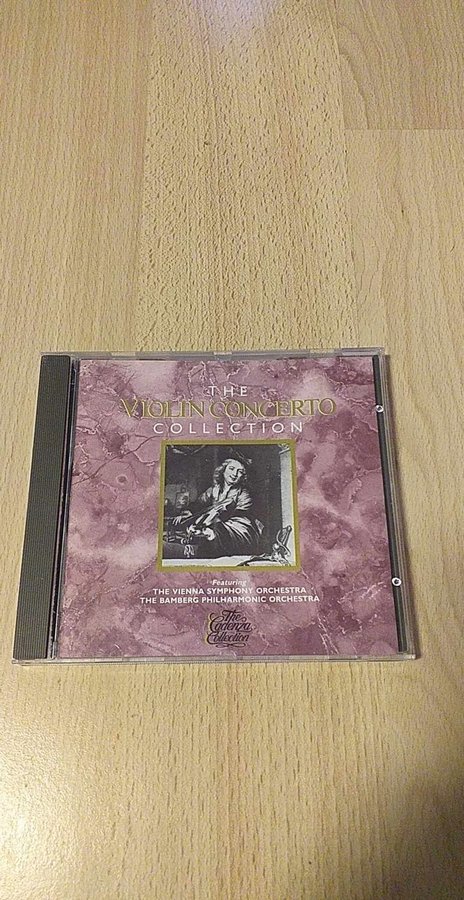 THE
VIOLIN CONCERTO
COLLECTION
Featuring
THE VIENNA SYMPHONY ORCHESTRA
THE BAMBERG PHILHARMONIC ORCHESTRA
The
Cadenza
Collection